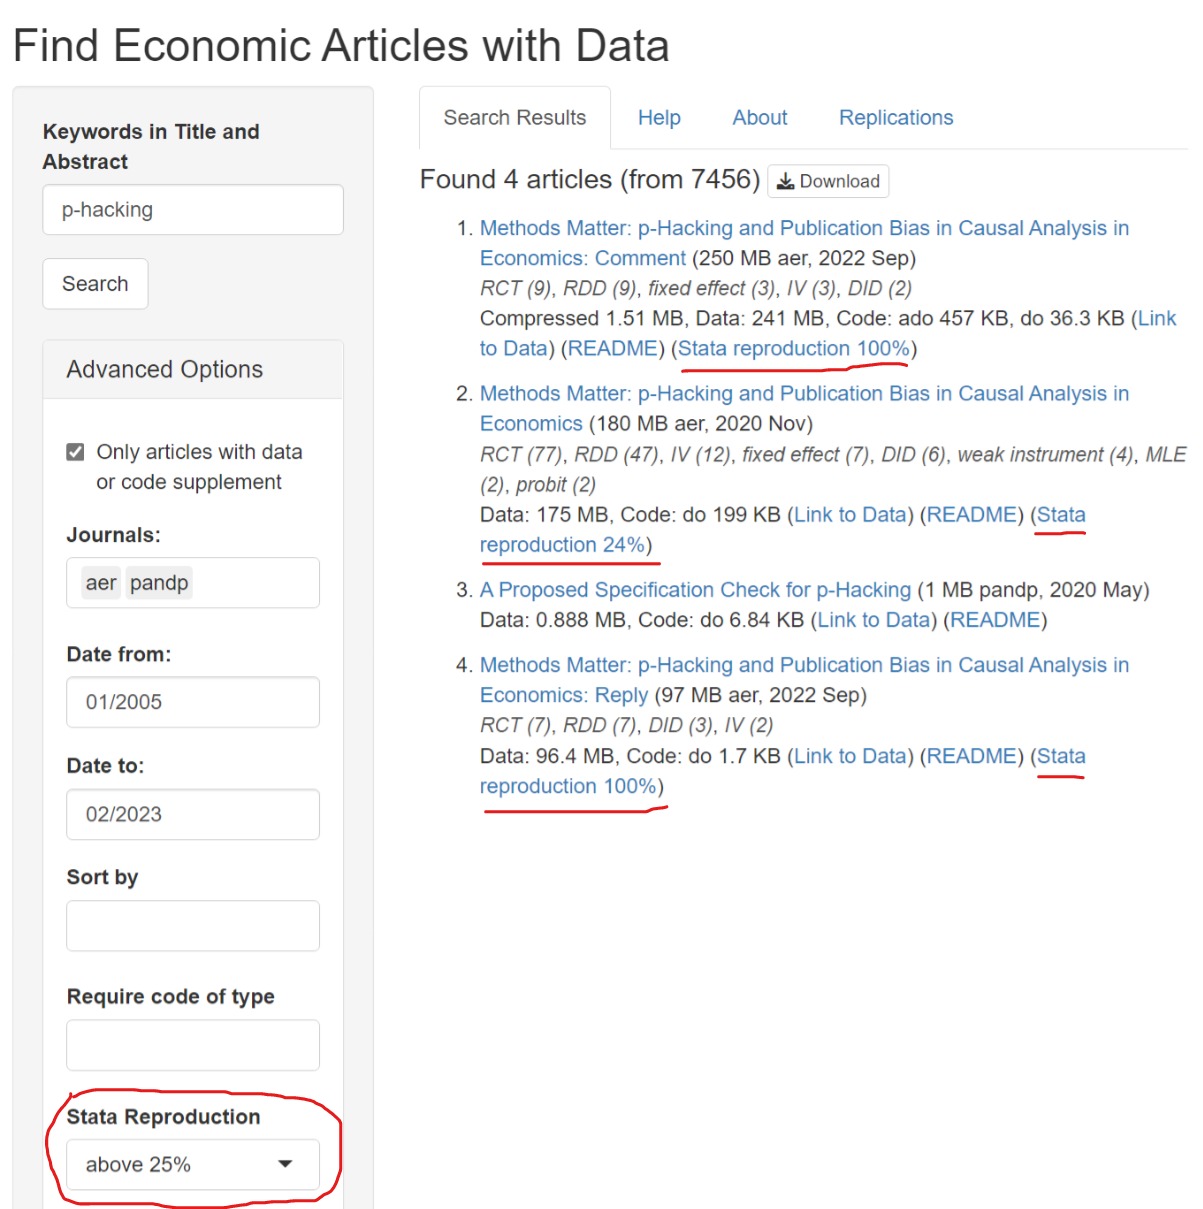 Find Economic Articles with Data
Keywords in Title and
Abstract
p-hacking
Search
Advanced Options
Only articles with data
or code supplement
Journals:
aer pandp
Date from:
01/2005
Date to:
02/2023
Sort by
Require code of type
Stata Reproduction
above 25%
Search Results Help About Replications
Found 4 articles (from 7456) Download
1. Methods Matter: p-Hacking and Publication Bias in Causal Analysis in
Economics: Comment (250 MB aer, 2022 Sep)
RCT (9), RDD (9), fixed effect (3), IV (3), DID (2)
Compressed 1.51 MB, Data: 241 MB, Code: ado 457 KB, do 36.3 KB (Link
to Data) (README) (Stata reproduction 100%)
2. Methods Matter: p-Hacking and Publication Bias in Causal Analysis in
Economics (180 MB aer, 2020 Nov)
RCT (77), RDD (47), IV (12), fixed effect (7), DID (6), weak instrument (4), MLE
(2), probit (2)
Data: 175 MB, Code: do 199 KB (Link to Data) (README) (Stata
reproduction 24%)
3. A Proposed Specification Check for p-Hacking (1 MB pandp, 2020 May)
Data: 0.888 MB, Code: do 6.84 KB (Link to Data) (README)
4. Methods Matter: p-Hacking and Publication Bias in Causal Analysis in
Economics: Reply (97 MB aer, 2022 Sep)
RCT (7), RDD (7), DID (3), IV (2)
Data: 96.4 MB, Code: do 1.7 KB (Link to Data) (README) (Stata
reproduction 100%)